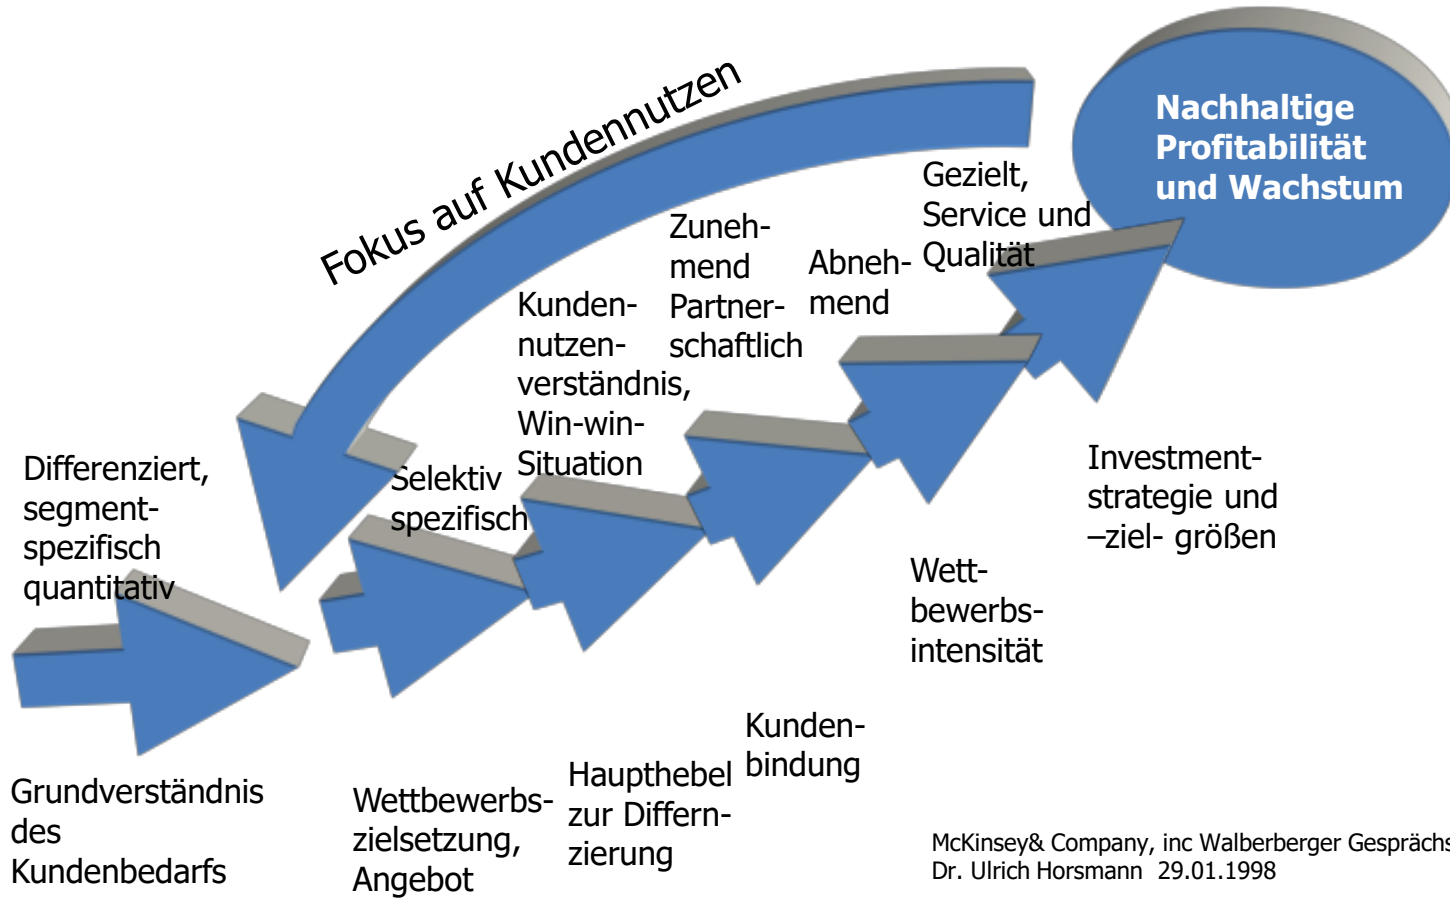 Fokus auf Kundennutzen
Nachhaltige
Profitabilität
und Wachstum
Differenziert,
segment-
spezifisch
quantitativ
Selektiv
spezifisch
Kunden-
nutzen-
verständnis,
Win-win-
Situation
Zuneh-
mend
Partner-
schaftlich
Abneh-
mend
Gezielt,
Service und
Qualität
Grundverständnis
des
Kundenbedarfs
Wettbewerbs-
zielsetzung,
Angebot
Haupthebel
zur Differn-
zierung
Kunden-
bindung
Wett-
bewerbs-
intensität
Investment-
strategie und
–ziel- größen
McKinsey& Company, inc Walberberger Gesprächs
Dr. Ulrich Horsmann 29.01.1998